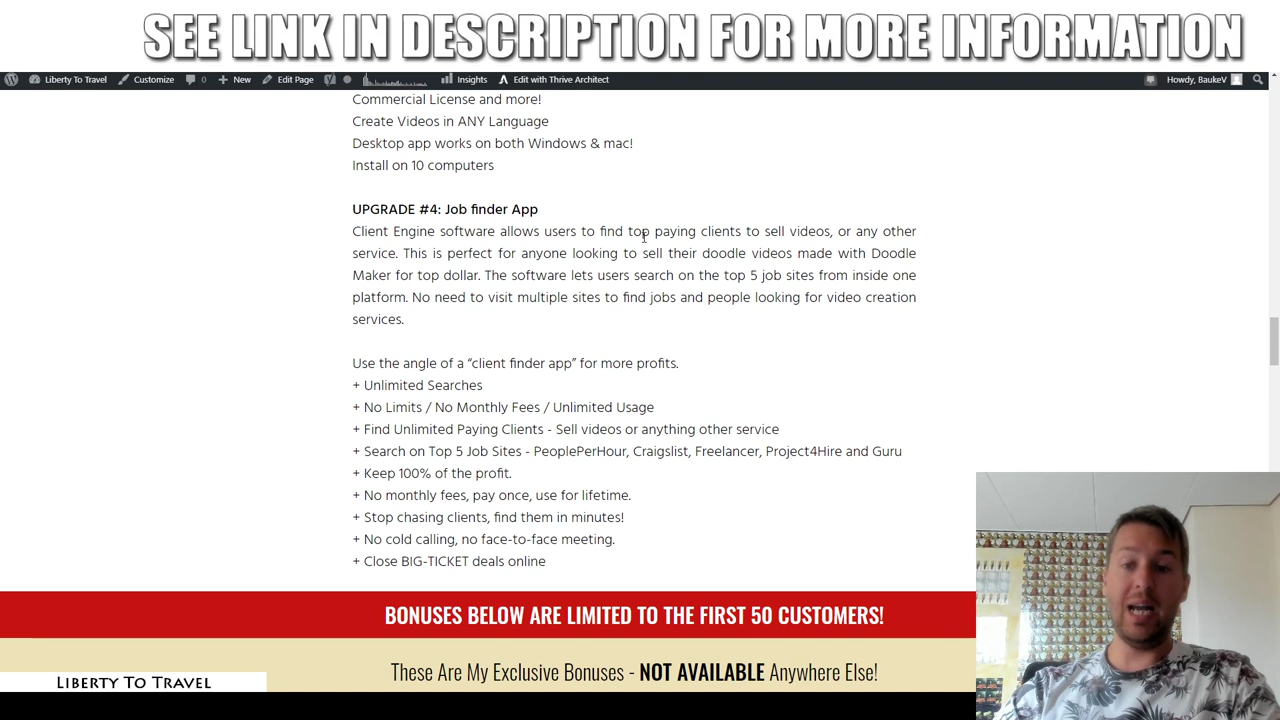 SEE LINK IN DESCRIPTION FOR MORE INFORMATION
Liberty To Travel Customize 0 New Edit Page Insights Edit with Thrive Architect Howdy, BaukeV
Commercial License and more!
Create Videos in ANY Language
Desktop app works on both Windows & mac!
Install on 10 computers
UPGRADE #4: Job finder App
Client Engine software allows users to find top paying clients to sell videos, or any other
service. This is perfect for anyone looking to sell their doodle videos made with Doodle
Maker for top dollar. The software lets users search on the top 5 job sites from inside one
platform. No need to visit multiple sites to find jobs and people looking for video creation
services.
Use the angle of a “client finder app” for more profits.
+ Unlimited Searches
+ No Limits / No Monthly Fees / Unlimited Usage
+ Find Unlimited Paying Clients - Sell videos or anything other service
+ Search on Top 5 Job Sites - PeoplePerHour, Craigslist, Freelancer, Project4Hire and Guru
+ Keep 100% of the profit.
+ No monthly fees, pay once, use for lifetime.
+ Stop chasing clients, find them in minutes!
+ No cold calling, no face-to-face meeting.
+ Close BIG-TICKET deals online
BONUSES BELOW ARE LIMITED TO THE FIRST 50 CUSTOMERS!
These Are My Exclusive Bonuses - NOT AVAILABLE Anywhere Else!
LIBERTY TO TRAVEL